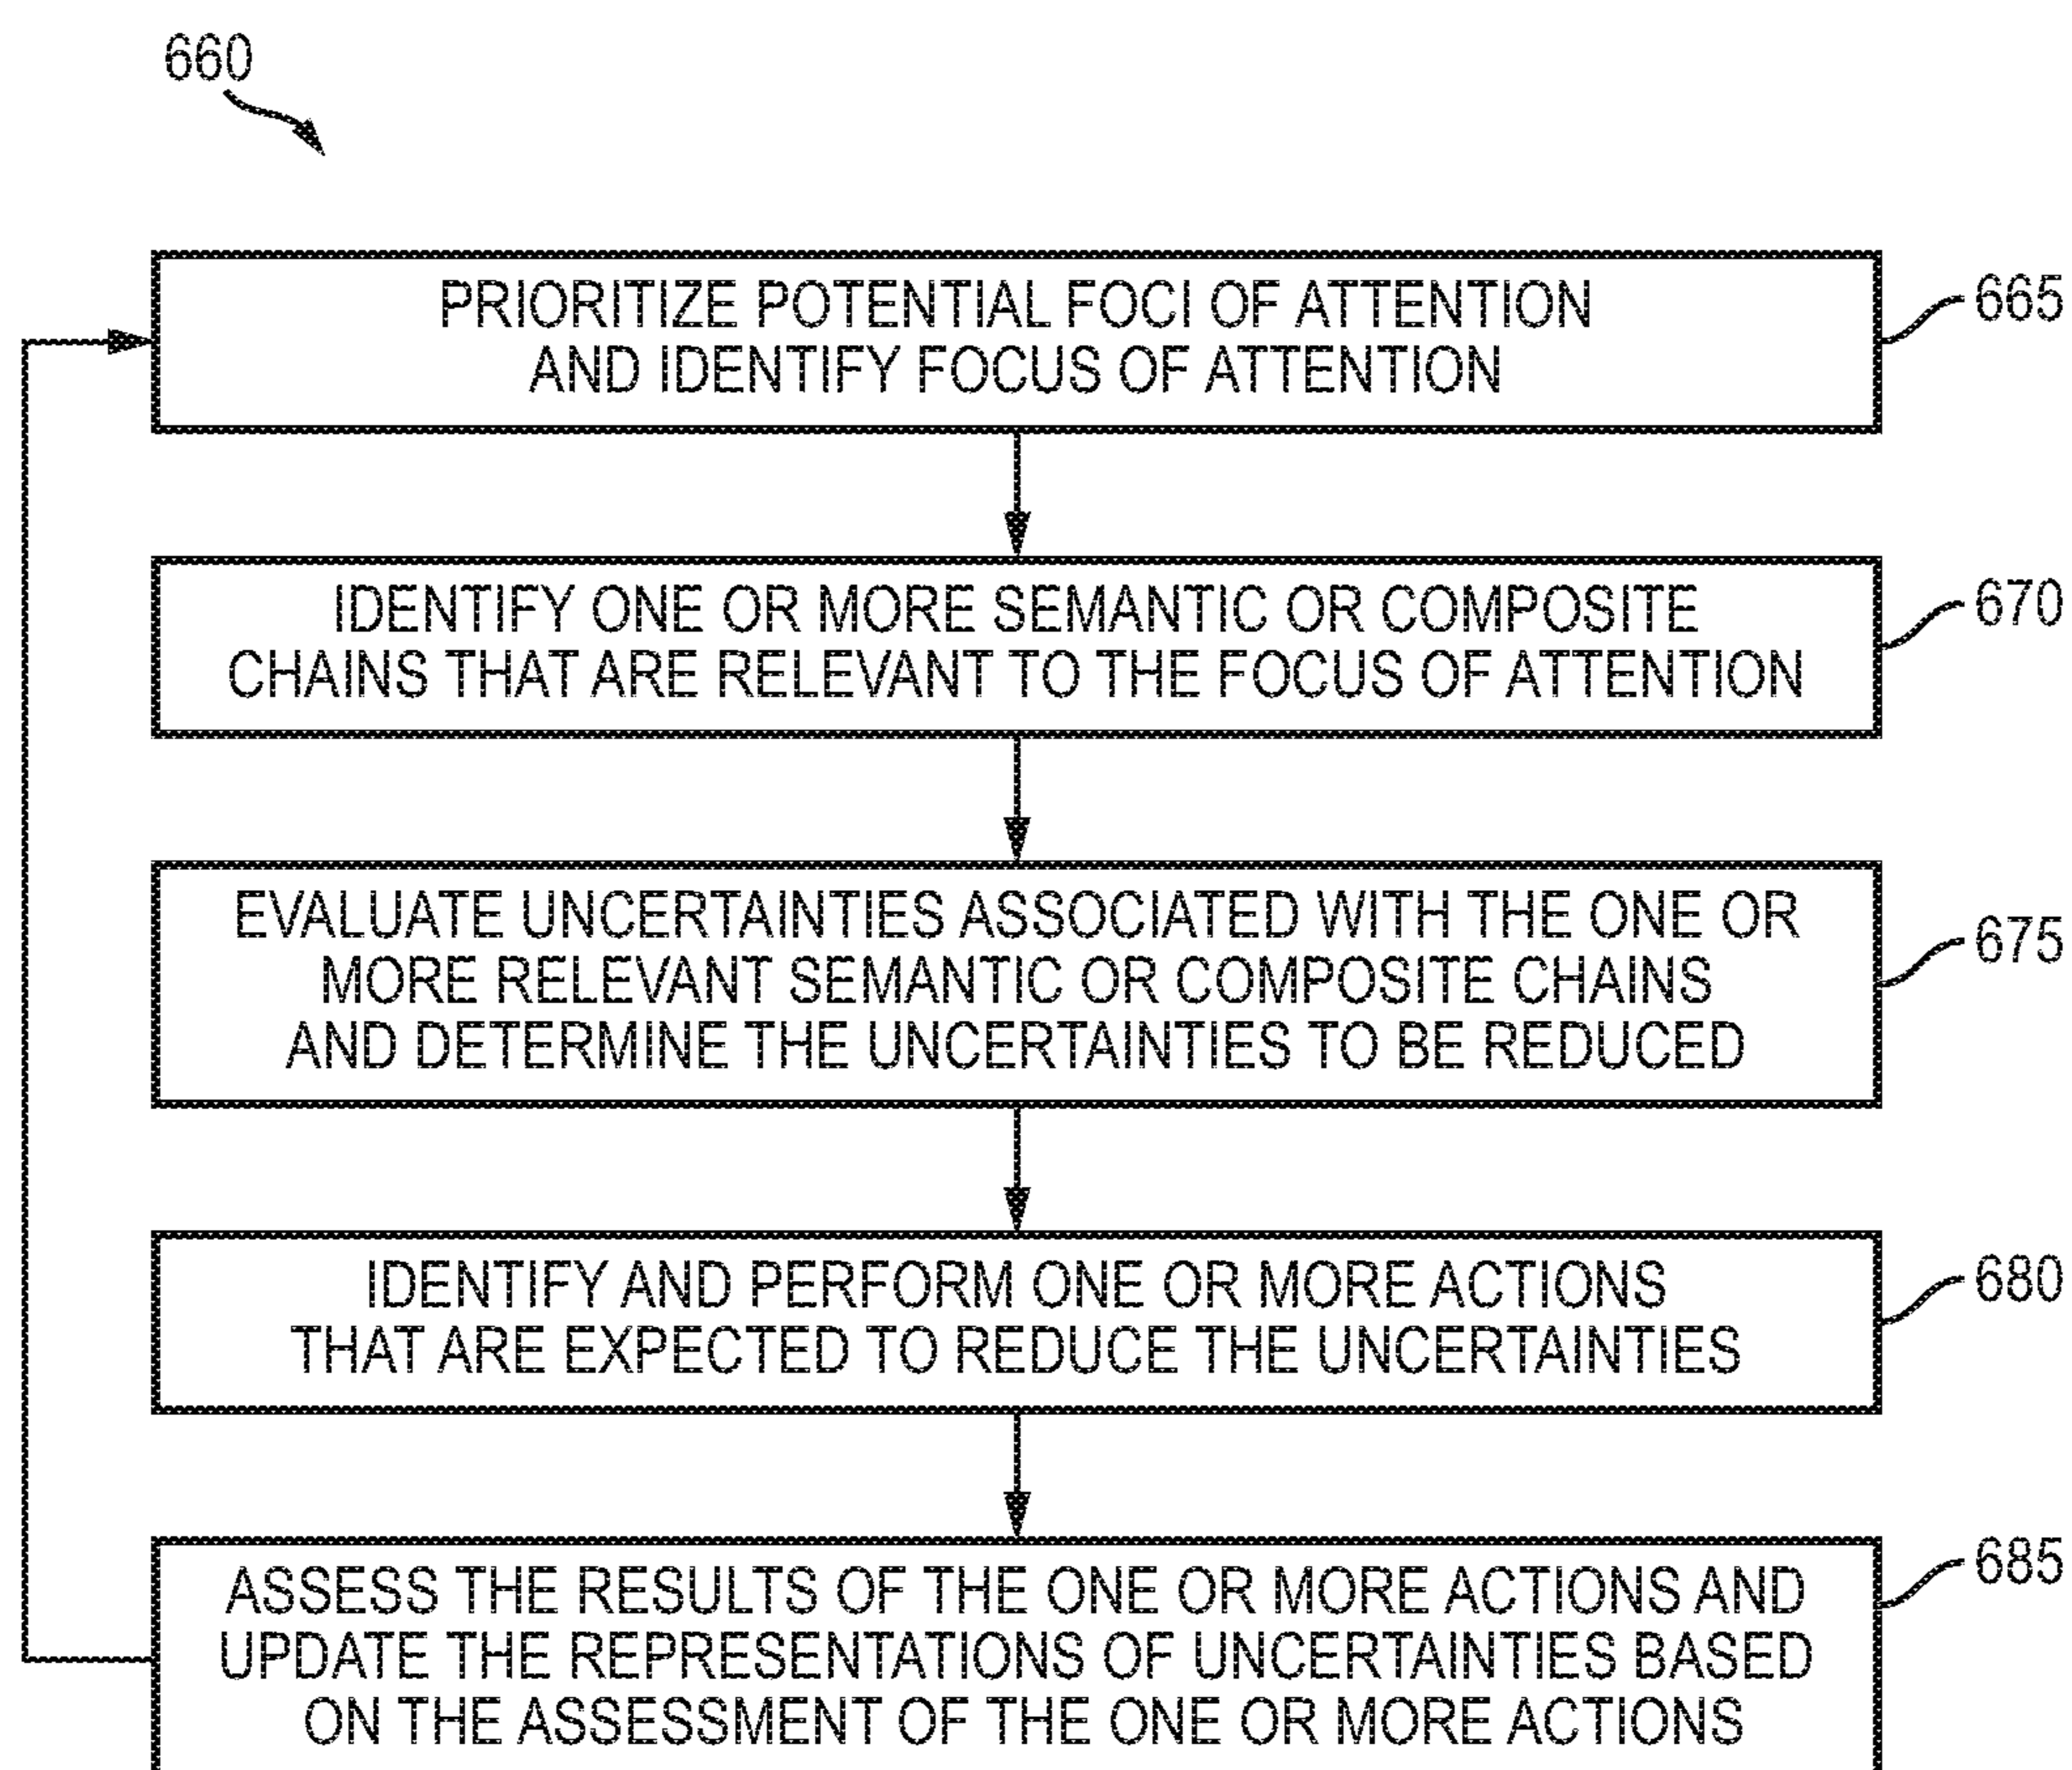 660
PRIORITIZE POTENTIAL FOCI OF ATTENTION
AND IDENTIFY FOCUS OF ATTENTION
665
IDENTIFY ONE OR MORE SEMANTIC OR COMPOSITE
CHAINS THAT ARE RELEVANT TO THE FOCUS OF ATTENTION
670
EVALUATE UNCERTAINTIES ASSOCIATED WITH THE ONE OR
MORE RELEVANT SEMANTIC OR COMPOSITE CHAINS
AND DETERMINE THE UNCERTAINTIES TO BE REDUCED
675
IDENTIFY AND PERFORM ONE OR MORE ACTIONS
THAT ARE EXPECTED TO REDUCE THE UNCERTAINTIES
680
ASSESS THE RESULTS OF THE ONE OR MORE ACTIONS AND
UPDATE THE REPRESENTATIONS OF UNCERTAINTIES BASED
ON THE ASSESSMENT OF THE ONE OR MORE ACTIONS
685